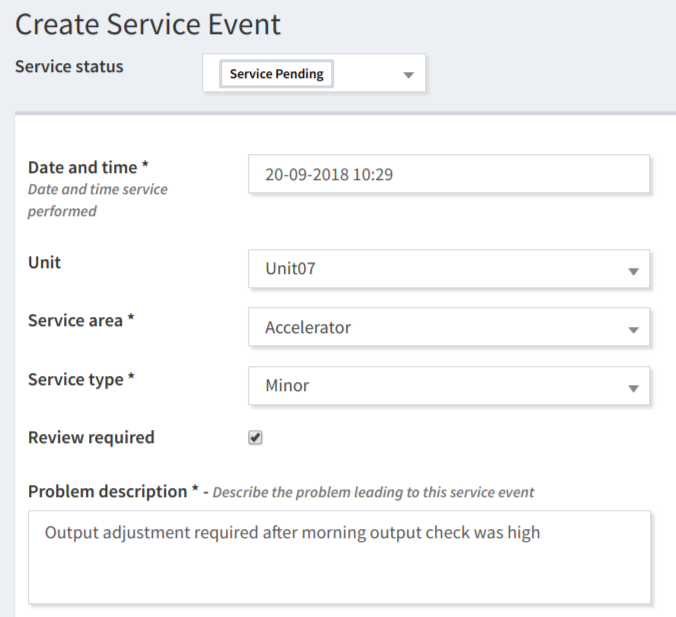 Create Service Event
Service status
Service Pending
Date and time *
Date and time service
performed
20-09-2018 10:29
Unit
Unit07
Service area *
Accelerator
Service type *
Minor
Review required
Problem description * - Describe the problem leading to this service event
Output adjustment required after morning output check was high